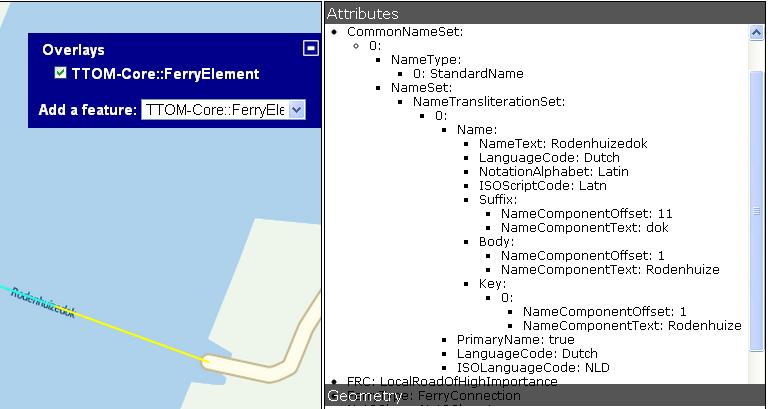 Overlays
TTOM-Core::FerryElement
Add a feature: TTOM-Core::FerryEle
Rodenhuizedok
Attributes
CommonNameSet:
0:
NameType:
0: StandardName
NameSet:
NameTransliterationSet:
0:
Name:
NameText: Rodenhuizedok
LanguageCode: Dutch
NotationAlphabet: Latin
ISOScriptCode: Latn
Suffix:
NameComponentOffset: 11
NameComponentText: dok
Body:
NameComponentOffset: 1
NameComponentText: Rodenhuize
Key:
0:
NameComponentOffset: 1
NameComponentText: Rodenhuize
PrimaryName: true
LanguageCode: Dutch
ISOLanguageCode: NLD
FRC: LocalRoadOfHighImportance
Geometry
FerryConnection